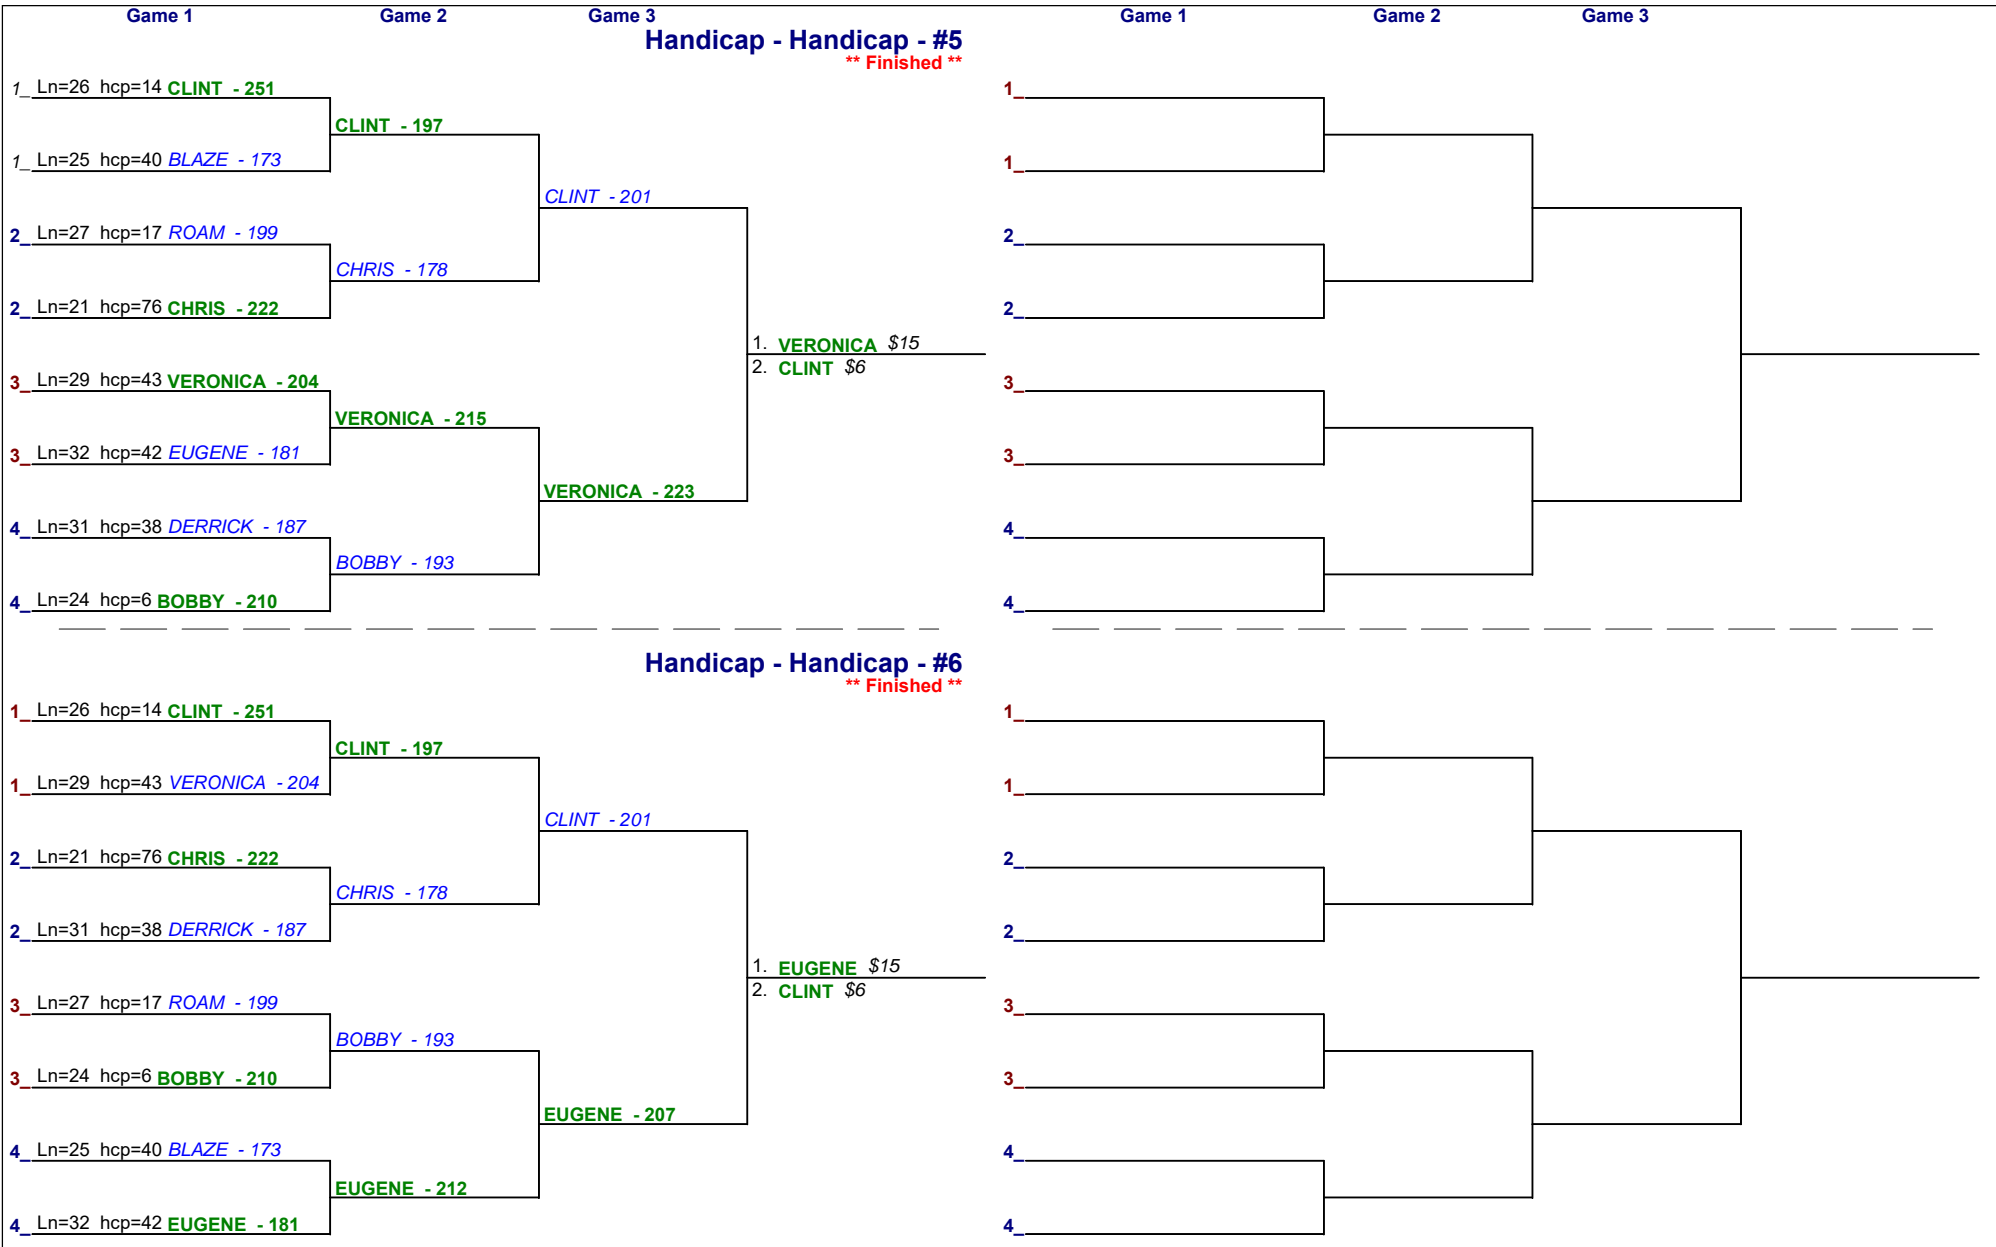 Game 1 Game 2 Game 3 Game 1 Game 2 Game 3
Handicap - Handicap - #5
** Finished **
1_ Ln=26 hcp=14 CLINT - 251
CLINT - 197
1_ Ln=25 hcp=40 BLAZE - 173
CLINT - 201
2_ Ln=27 hcp=17 ROAM - 199
CHRIS - 178
2_ Ln=21 hcp=76 CHRIS - 222
1. VERONICA $15
2. CLINT $6
3_ Ln=29 hcp=43 VERONICA - 204
VERONICA - 215
3_ Ln=32 hcp=42 EUGENE - 181
VERONICA - 223
4_ Ln=31 hcp=38 DERRICK - 187
BOBBY - 193
4_ Ln=24 hcp=6 BOBBY - 210
1_
1_
2_
2_
3_
3_
4_
4_
Handicap - Handicap - #6
** Finished **
1_ Ln=26 hcp=14 CLINT - 251
CLINT - 197
1_ Ln=29 hcp=43 VERONICA - 204
CLINT - 201
2_ Ln=21 hcp=76 CHRIS - 222
CHRIS - 178
2_ Ln=31 hcp=38 DERRICK - 187
1. EUGENE $15
2. CLINT $6
3_ Ln=27 hcp=17 ROAM - 199
BOBBY - 193
3_ Ln=24 hcp=6 BOBBY - 210
EUGENE - 207
4_ Ln=25 hcp=40 BLAZE - 173
EUGENE - 212
4_ Ln=32 hcp=42 EUGENE - 181
1_
1_
2_
2_
3_
3_
4_
4_